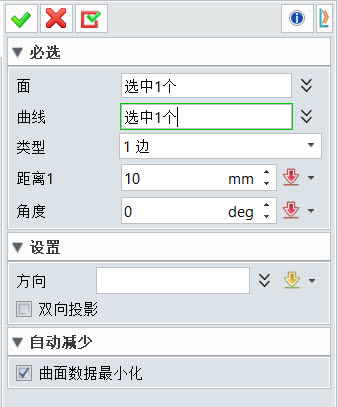 必选
面 选中1个
曲线 选中1个
类型 1 边
距离1 10 mm
角度 0 deg
设置
方向
双向投影
自动减少
曲面数据最小化